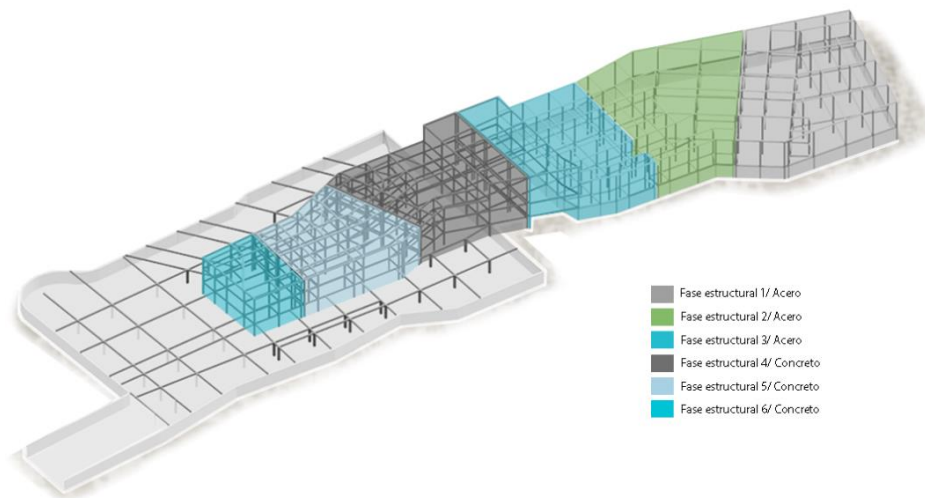 Fase estructural 1/ Acero
Fase estructural 2/ Acero
Fase estructural 3/ Acero
Fase estructural 4/ Concreto
Fase estructural 5/ Concreto
Fase estructural 6/ Concreto